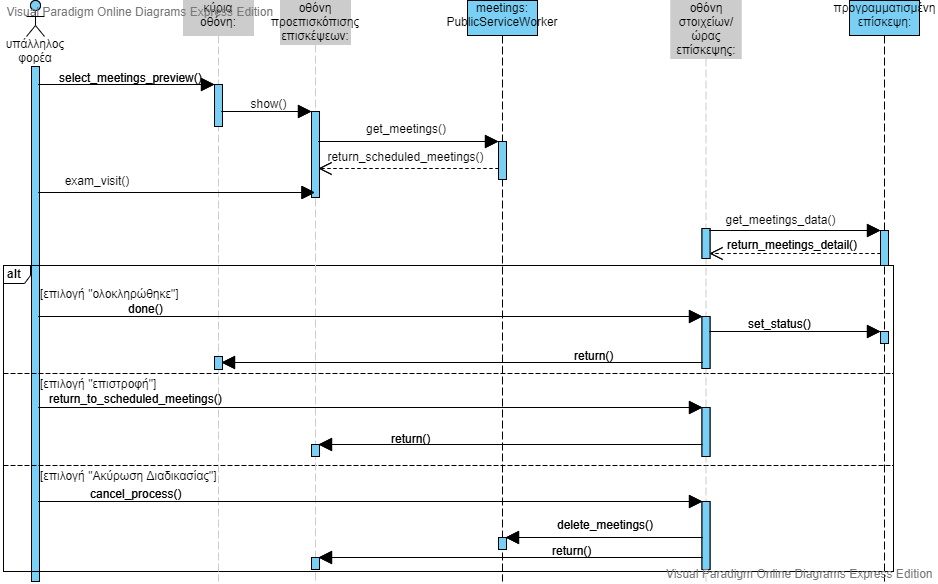 Visual Paradigm Online Diagrams Express Edition
υπάλληλος
φορέα
κύρια
οθόνη:
οθόνη
προεπισκόπισης
επισκέψεων:
meetings:
PublicServiceWorker
οθόνη
στοιχείων/
ώρας
επίσκεψης:
προγραμματισμένη
επίσκεψη:
select_meetings_preview()
show()
get_meetings()
return_scheduled_meetings()
exam_visit()
get_meetings_data()
return_meetings_detail()
alt
[επιλογή "ολοκληρώθηκε"]
done()
set_status()
return()
[επιλογή "επιστροφή"]
return_to_scheduled_meetings()
return()
[επιλογή "Ακύρωση Διαδικασίας"]
cancel_process()
delete_meetings()
return()
Visual Paradigm Online Diagrams Express Edition